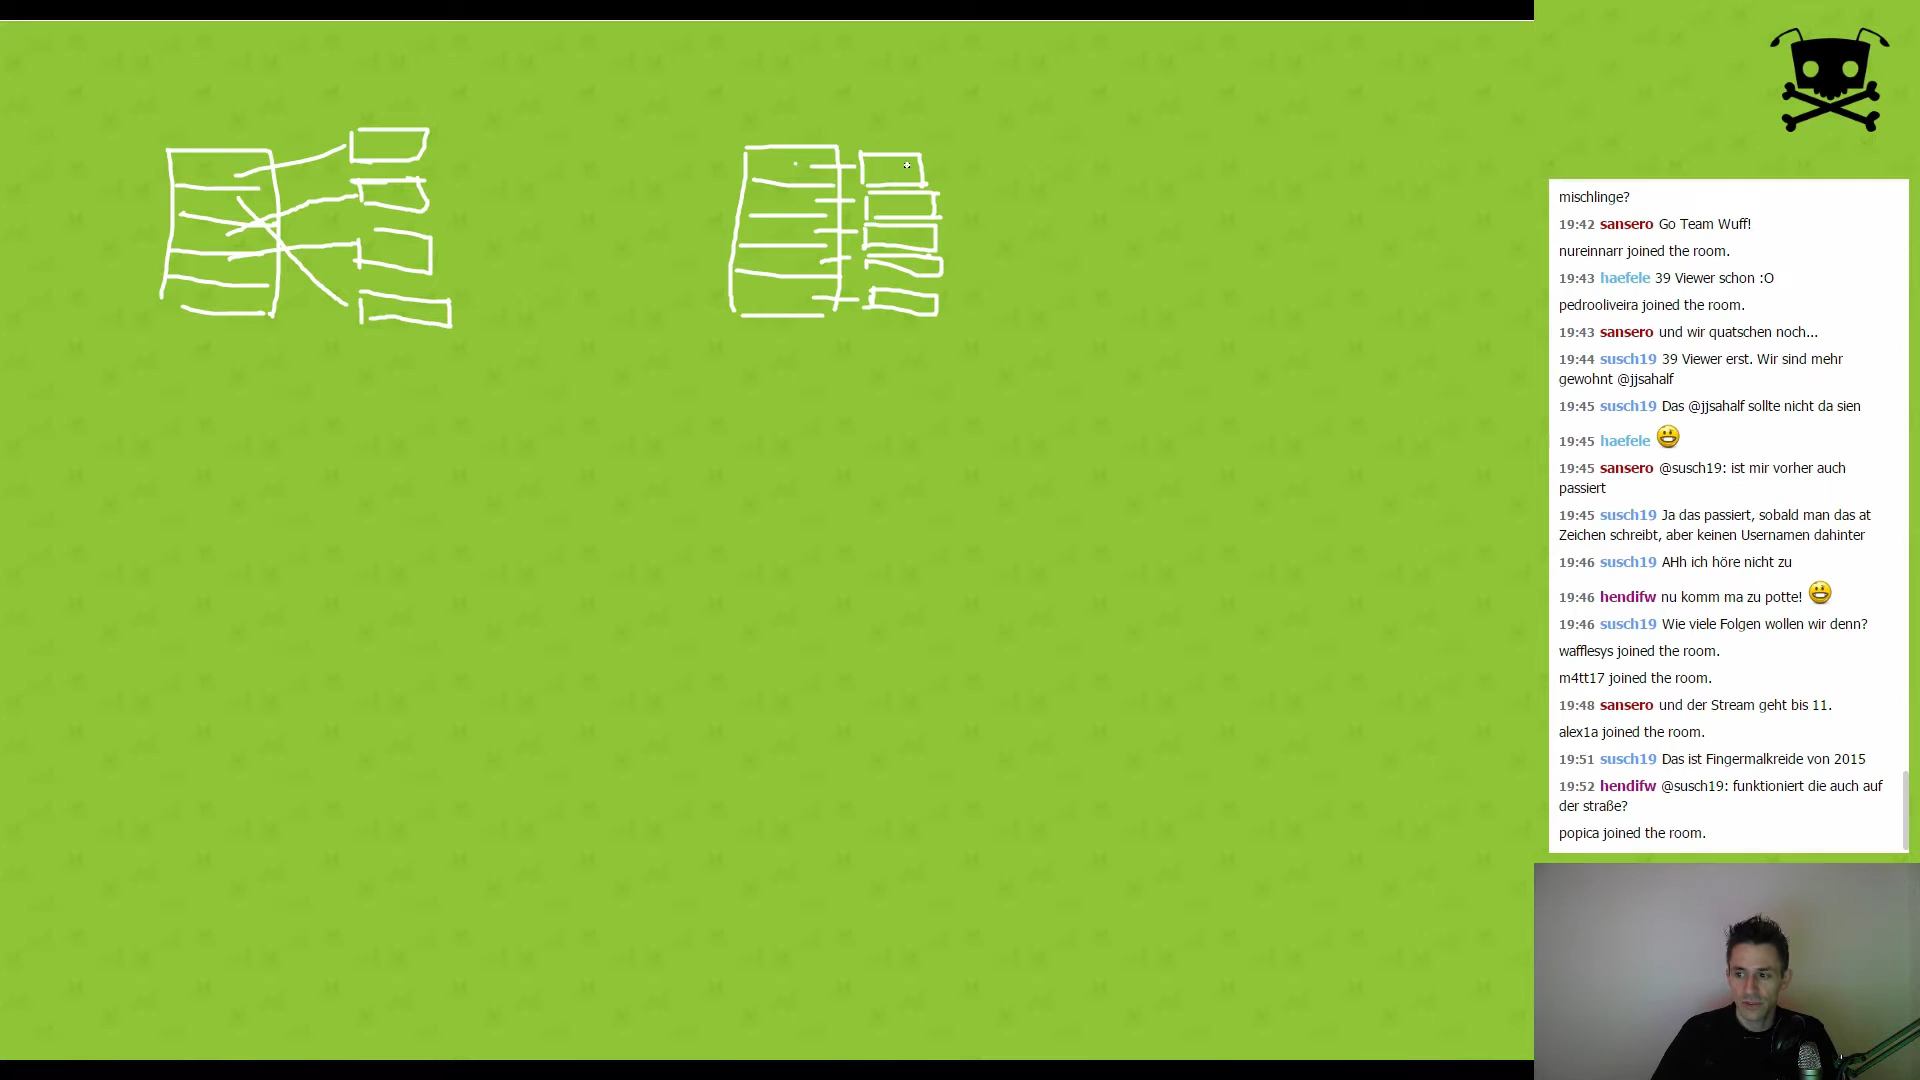 mischlinge?
19:42 sansero Go Team Wuff!
nureinnarr joined the room.
19:43 haefele 39 Viewer schon :O
pedrooliveira joined the room.
19:43 sansero und wir quatschen noch...
19:44 susch19 39 Viewer erst. Wir sind mehr
gewohnt @jjsahalf
19:45 susch19 Das @jjsahalf sollte nicht da sien
19:45 haefele
19:45 sansero @susch19: ist mir vorher auch
passiert
19:45 susch19 Ja das passiert, sobald man das at
Zeichen schreibt, aber keinen Usernamen dahinter
19:46 susch19 AHh ich höre nicht zu
19:46 hendifw nu komm ma zu potte!
19:46 susch19 Wie viele Folgen wollen wir denn?
wafflesys joined the room.
m4tt17 joined the room.
19:48 sansero und der Stream geht bis 11.
alex1a joined the room.
19:51 susch19 Das ist Fingermalkreide von 2015
19:52 hendifw @susch19: funktioniert die auch auf
der straße?
popica joined the room.